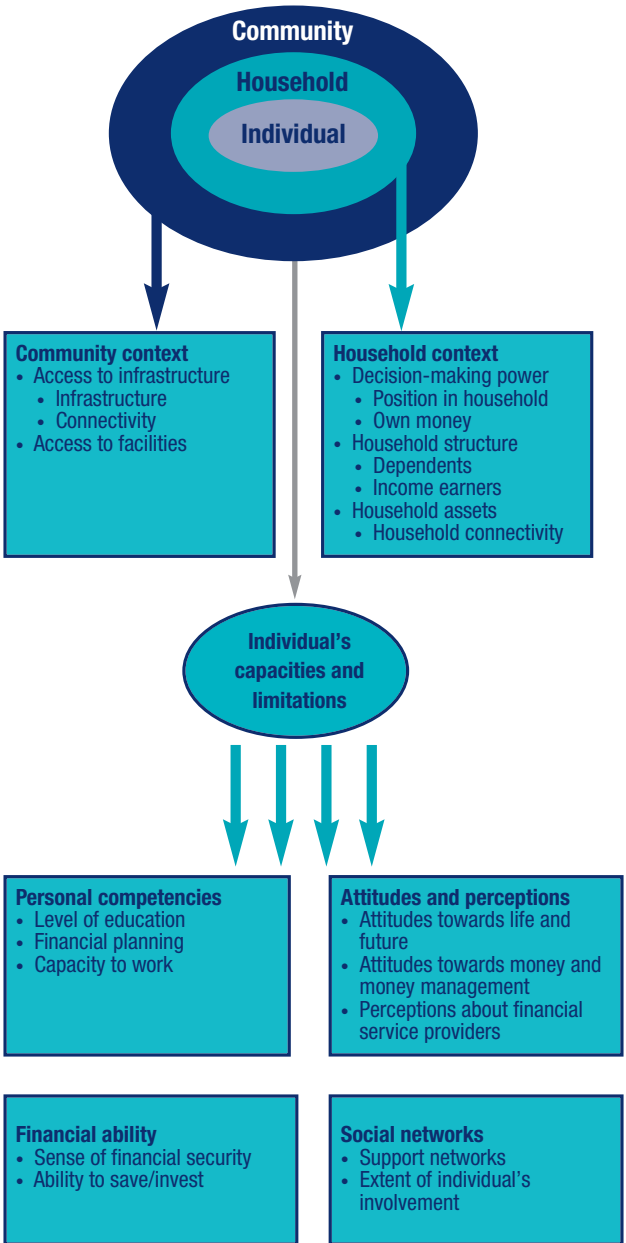 Community
Household
Individual
Community context
• Access to infrastructure
• Infrastructure
• Connectivity
• Access to facilities
Household context
• Decision-making power
• Position in household
• Own money
• Household structure
• Dependents
• Income earners
• Household assets
• Household connectivity
Individual’s
capacities and
limitations
Personal competencies
• Level of education
• Financial planning
• Capacity to work
Attitudes and perceptions
• Attitudes towards life and
future
• Attitudes towards money and
money management
• Perceptions about financial
service providers
Financial ability
• Sense of financial security
• Ability to save/invest
Social networks
• Support networks
• Extent of individual’s
involvement